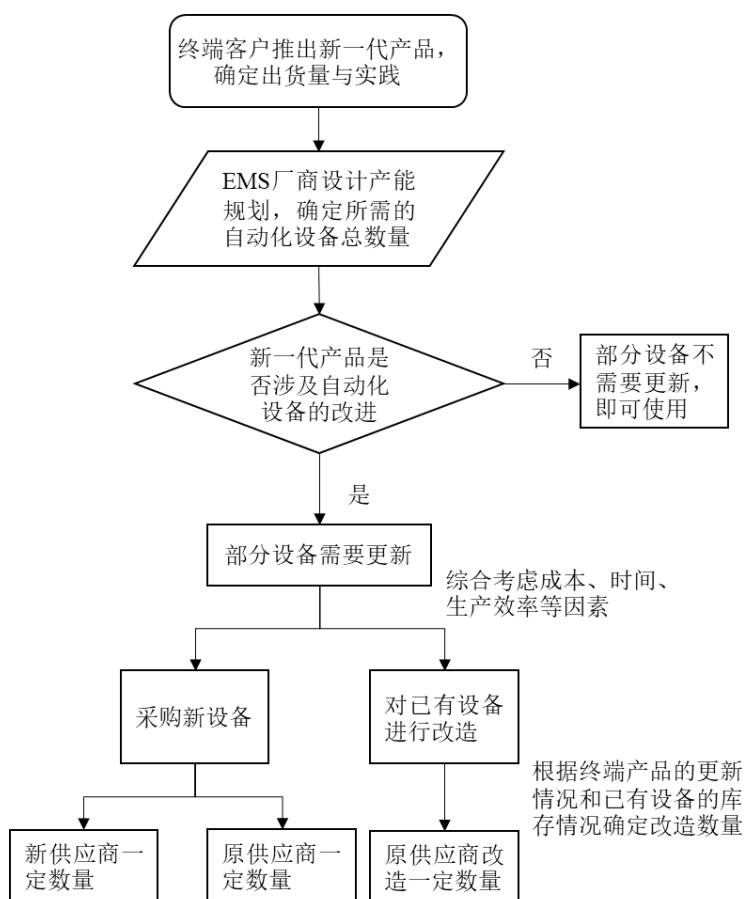 终端客户推出新一代产品，
确定出货量与实践
EMS厂商设计产能
规划，确定所需的
自动化设备总数量
新一代产品是
否涉及自动化
设备的改进
否
部分设备不
需要更新，
即可使用
是
部分设备需要更新
综合考虑成本、时间、
生产效率等因素
采购新设备
对已有设备
进行改造
根据终端产品的更新
情况和已有设备的库
存情况确定改造数量
新供应商一
定数量
原供应商一
定数量
原供应商改
造一定数量